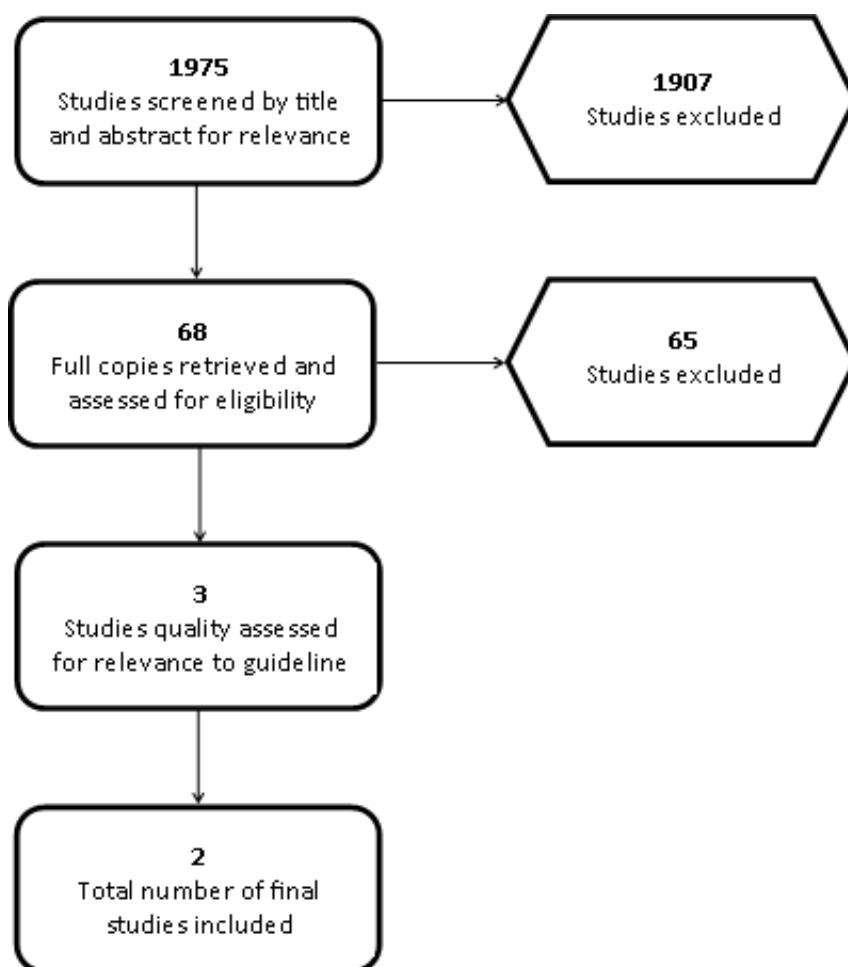 1975
Studies screened by title
and abstract for relevance
1907
Studies excluded
68
Full copies retrieved and
assessed for eligibility
65
Studies excluded
3
Studies quality assessed
for relevance to guideline
2
Total number of final
studies included